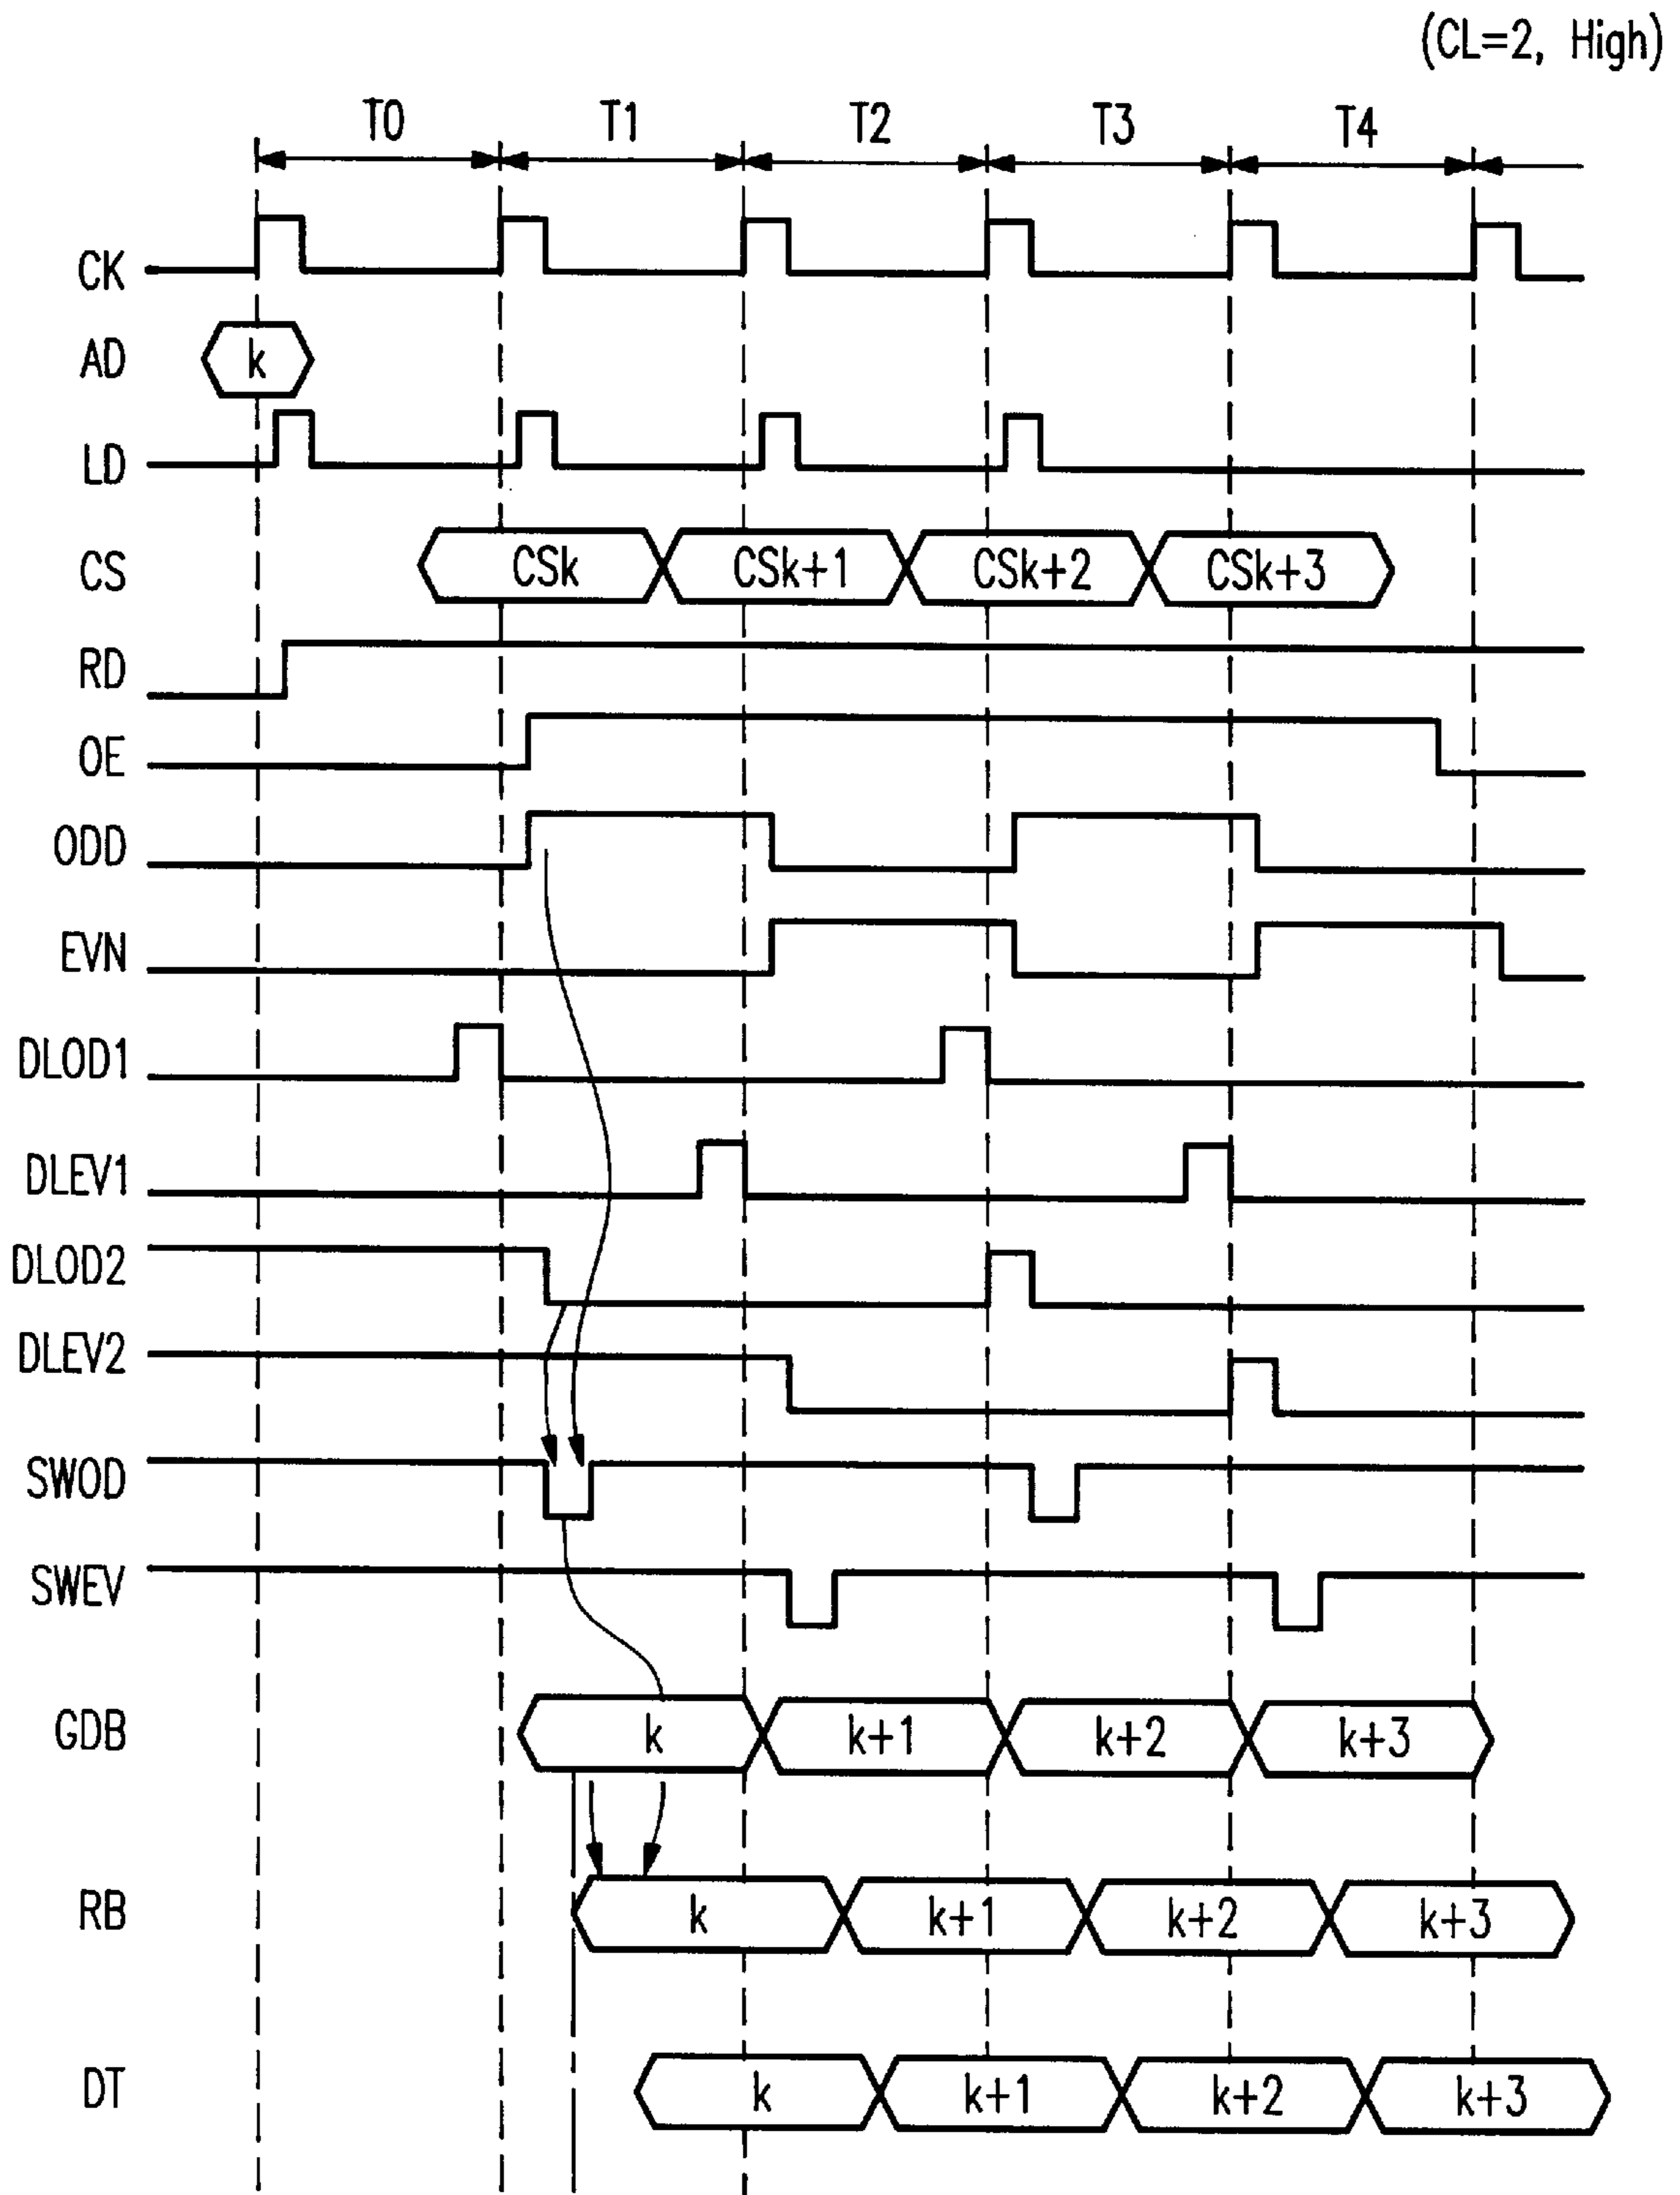 (CL=2, High)
T0 T1 T2 T3 T4
CK
AD k
LD
CS CSk CSk+1 CSk+2 CSk+3
RD
OE
ODD
EVN
DLOD1
DLEV1
DLOD2
DLEV2
SWOD
SWEV
GDB k k+1 k+2 k+3
RB k k+1 k+2 k+3
DT k k+1 k+2 k+3